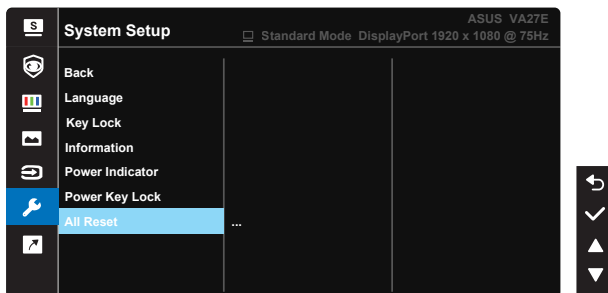 S
System Setup
ASUS VA27E
Standard Mode DisplayPort 1920 x 1080 @ 75Hz
Back
Language
Key Lock
Information
Power Indicator
Power Key Lock
All Reset ...